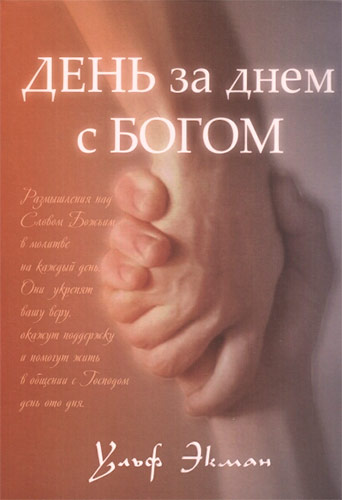 ДЕНЬ за днем
с БОГОМ
Размышления над
Словом Божьим
в молитве
на каждый день.
Они укрепят
вашу веру,
окажут поддержку
и помогут жить
в общении с Господом
день ото дня.
Ульф Экман